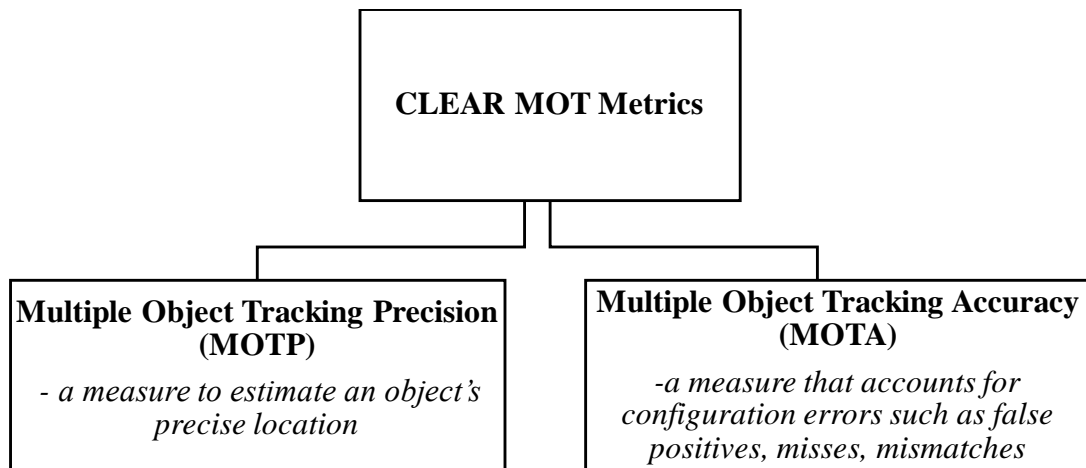 CLEAR MOT Metrics
Multiple Object Tracking Precision
(MOTP)
- a measure to estimate an object’s
precise location
Multiple Object Tracking Accuracy
(MOTA)
-a measure that accounts for
configuration errors such as false
positives, misses, mismatches